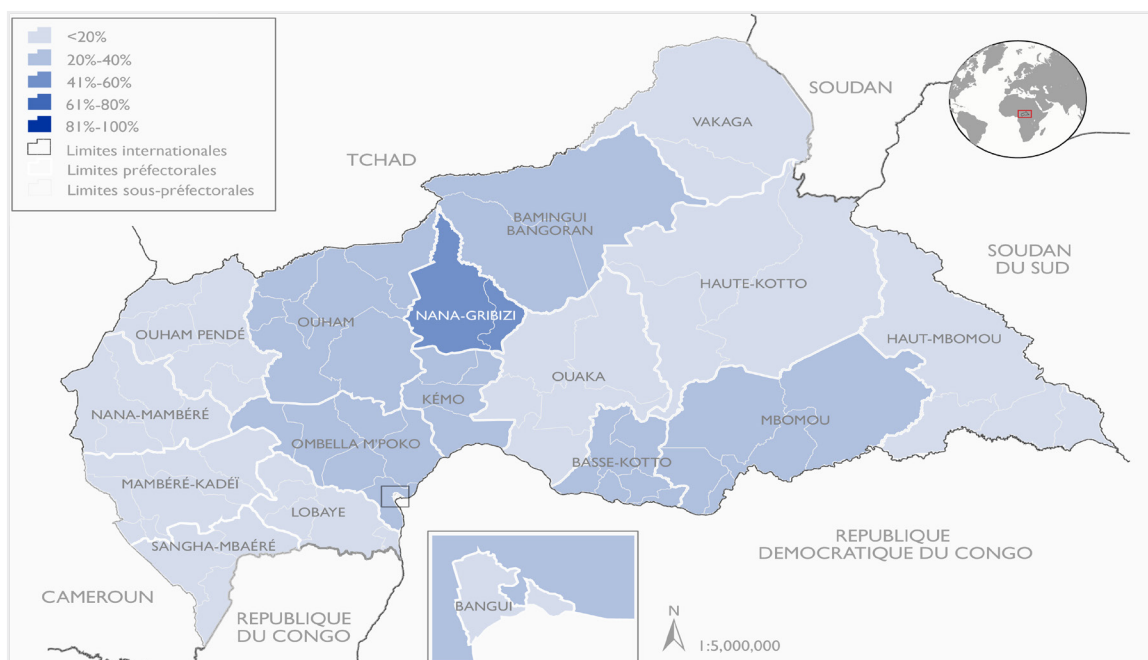 <20%
20%-40%
41%-60%
61%-80%
81%-100%
Limites internationales
Limites préfectorales
Limites sous-préfectorales
SOUDAN
VAKAGA
TCHAD
BAMINGUI
BANGORAN
SOUDAN
DU SUD
HAUTE-KOTTO
NANA-GRIBIZI
OUHAM
OUHAM PENDÉ
HAUT-MBOMOU
OUAKA
KÉMO
NANA-MAMBÉRÉ
MBOMOU
OMBELLA M'POKO
BASSE-KOTTO
MAMBÉRÉ-KADEÏ
LOBAYE
SANGHA-MBAÉRÉ
REPUBLIQUE
DEMOCRATIQUE DU CONGO
CAMEROUN
REPUBLIQUE
DU CONGO
BANGUI
N
1:5,000,000